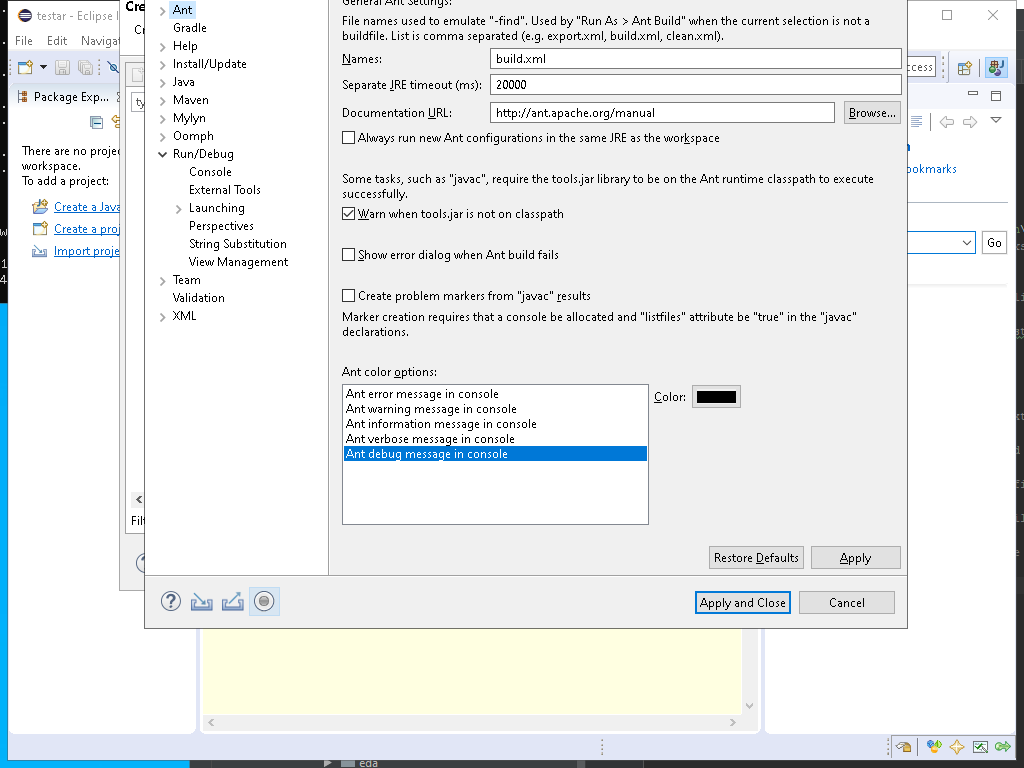 testar - Eclipse I
File Edit Navigat
Package Exp...
There are no projec
workspace.
To add a project:
Create a Java
Create a proj
Import proje
Cre
Cr
ty
Filt
Ant
Gradle
Help
Install/Update
Java
Maven
Mylyn
Oomph
Run/Debug
Console
External Tools
Launching
Perspectives
String Substitution
View Management
Team
Validation
XML
General Ant Settings:
File names used to emulate "-find". Used by "Run As > Ant Build" when the current selection is not a
buildfile. List is comma separated (e.g. export.xml, build.xml, clean.xml).
Names: build.xml
Separate JRE timeout (ms): 20000
Documentation URL: http://ant.apache.org/manual Browse...
Always run new Ant configurations in the same JRE as the workspace
Some tasks, such as "javac", require the tools.jar library to be on the Ant runtime classpath to execute
successfully.
Warn when tools.jar is not on classpath
Show error dialog when Ant build fails
Create problem markers from "javac" results
Marker creation requires that a console be allocated and "listfiles" attribute be "true" in the "javac"
declarations.
Ant color options:
Ant error message in console
Ant warning message in console
Ant information message in console
Ant verbose message in console
Ant debug message in console
Color:
Restore Defaults Apply
Apply and Close Cancel
ccess
ookmarks
Go
eda